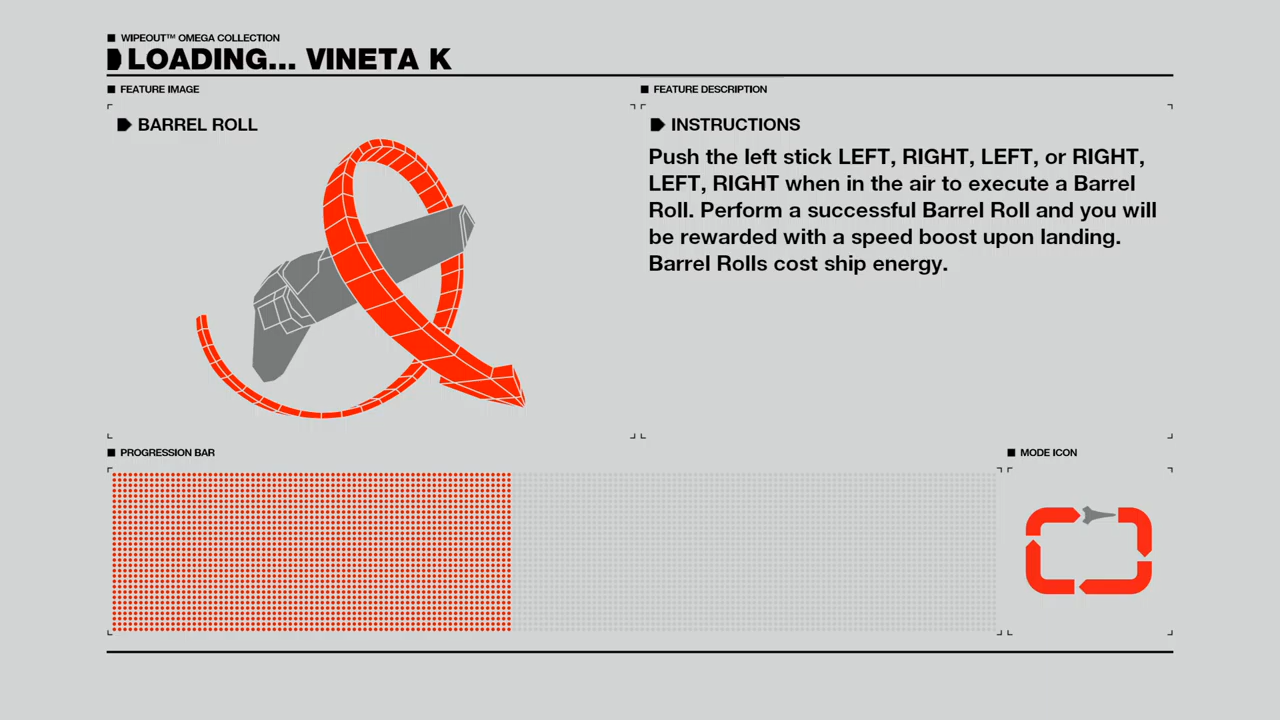 WIPEOUT™ OMEGA COLLECTION
LOADING... VINETA K
FEATURE IMAGE
BARREL ROLL
FEATURE DESCRIPTION
INSTRUCTIONS
Push the left stick LEFT, RIGHT, LEFT, or RIGHT,
LEFT, RIGHT when in the air to execute a Barrel
Roll. Perform a successful Barrel Roll and you will
be rewarded with a speed boost upon landing.
Barrel Rolls cost ship energy.
PROGRESSION BAR
MODE ICON